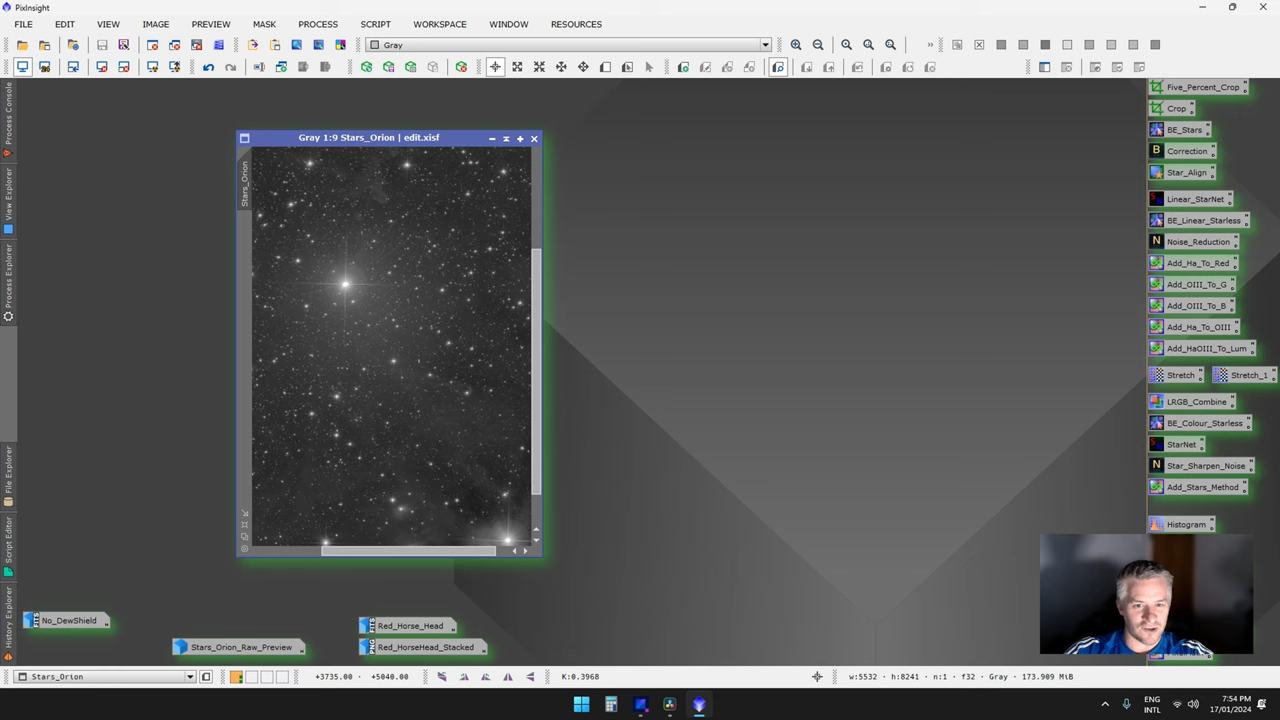 PixInsight
FILE EDIT VIEW IMAGE MASK PREVIEW PROCESS SCRIPT WORKSPACE WINDOW RESOURCES
Gray
Process Console
View Explorer
Process Explorer
File Explorer
Script Editor
History Explorer
Gray 1:9 Stars_Orion | edit.xisf
Stars_Orion
Five_Percent_Crop
Crop
BE_Stars
Correction
Star_Align
Linear_StarNet
BE_Linear_Starless
Noise_Reduction
Add_Ha_To_Red
Add_OIII_To_G
Add_OIII_To_B
Add_Ha_To_OIII
Add_HaOIII_To_Lum
Stretch Stretch_1
LRGB_Combine
BE_Colour_Starless
StarNet
Star_Sharpen_Noise
Add_Stars_Method
Histogram
No_DewShield
Stars_Orion_Raw_Preview
Red_Horse_Head
Red_HorseHead_Stacked
Stars_Orion +3735.00 +5040.00 K:0.3968 w:5532 · h:8241 · n:1 · f32 · Gray · 173.909 MiB
ENG
INTL
7:54 PM
17/01/2024